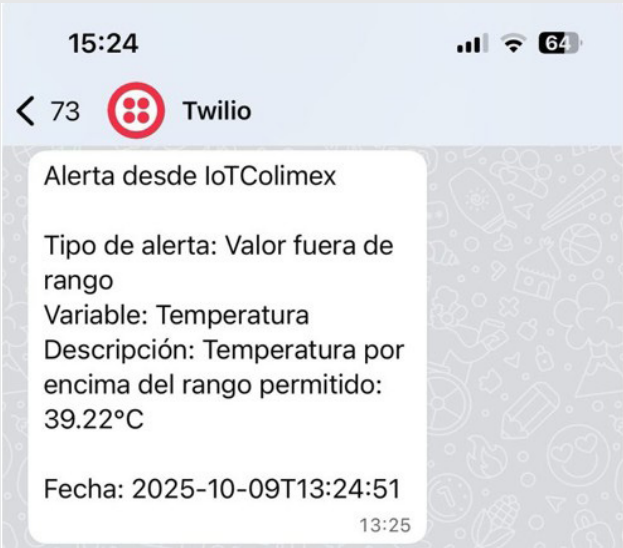 15:24
64
73
Twilio
Alerta desde IoTColimex
Tipo de alerta: Valor fuera de
rango
Variable: Temperatura
Descripción: Temperatura por
encima del rango permitido:
39.22°C
Fecha: 2025-10-09T13:24:51
13:25